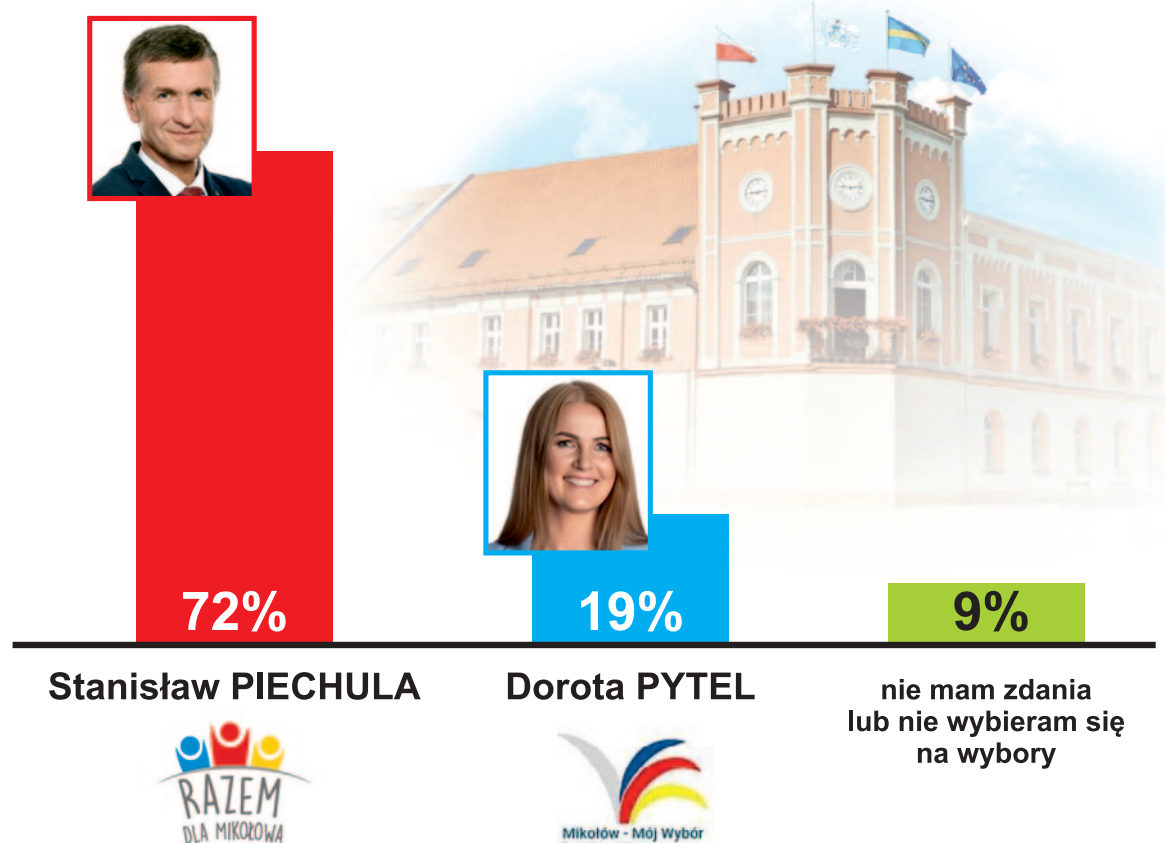 72%
19%
9%
Stanisław PIECHULA
Dorota PYTEL
nie mam zdania
lub nie wybieram się
na wybory
RAZEM
DLA MIKOŁOWA
Mikołów - Mój Wybór